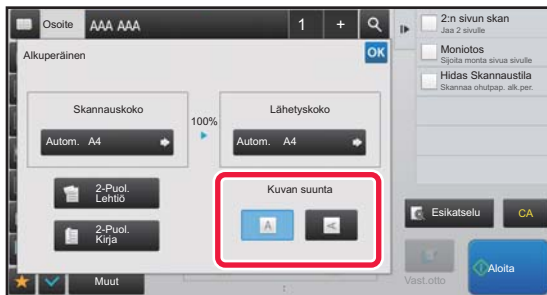 Osoite
AAA AAA
1
+
Alkuperäinen
OK
Skannauskoko
Autom. A4
100%
Lähetyskoko
Autom. A4
2-Puol.
Lehtiö
2-Puol.
Kirja
Kuvan suunta
A
A
Muut
2:n sivun skan
Jaa 2 sivulle
Moniotos
Sijoita monta sivua sivulle
Hidas Skannaustila
Skannaa ohutpap. alk.per.
Esikatselu
CA
Vast.otto
Aloita